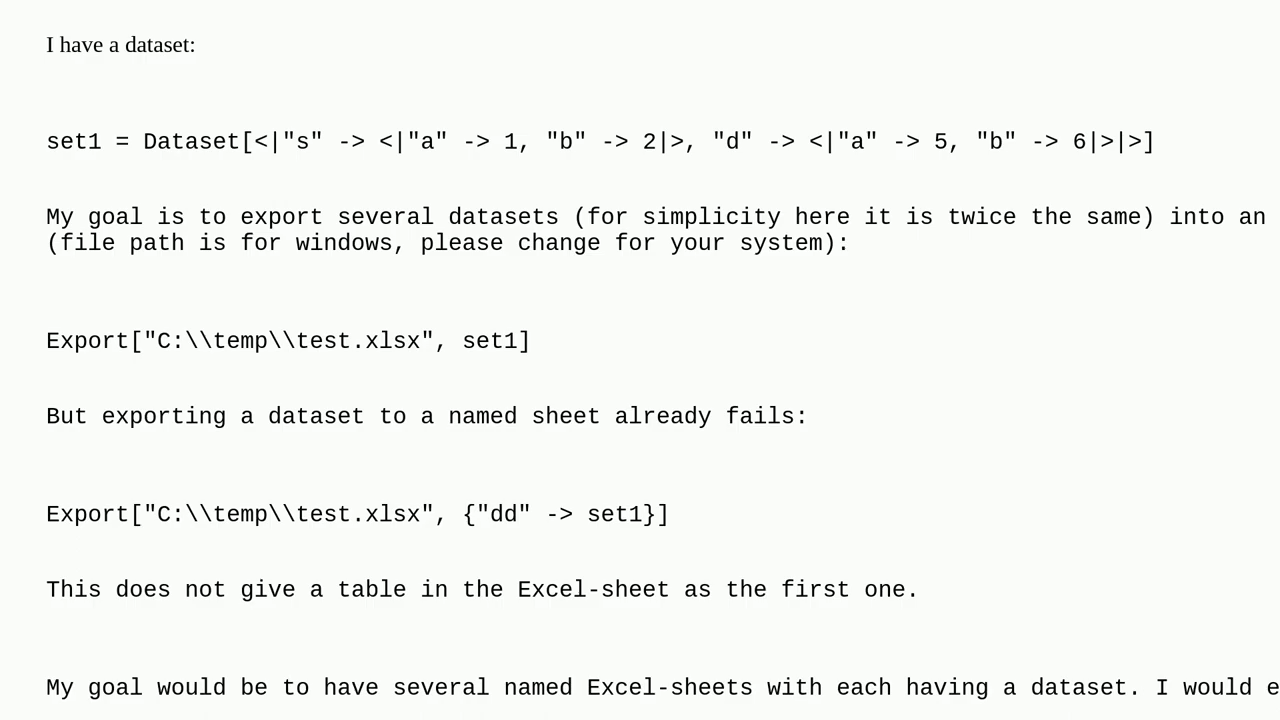 I have a dataset:
set1 = Dataset[<|"s" -> <|"a" -> 1, "b" -> 2|>, "d" -> <|"a" -> 5, "b" -> 6|>|>]
My goal is to export several datasets (for simplicity here it is twice the same) into an
(file path is for windows, please change for your system):
Export["C:\\temp\\test.xlsx", set1]
But exporting a dataset to a named sheet already fails:
Export["C:\\temp\\test.xlsx", {"dd" -> set1}]
This does not give a table in the Excel-sheet as the first one.
My goal would be to have several named Excel-sheets with each having a dataset. I would